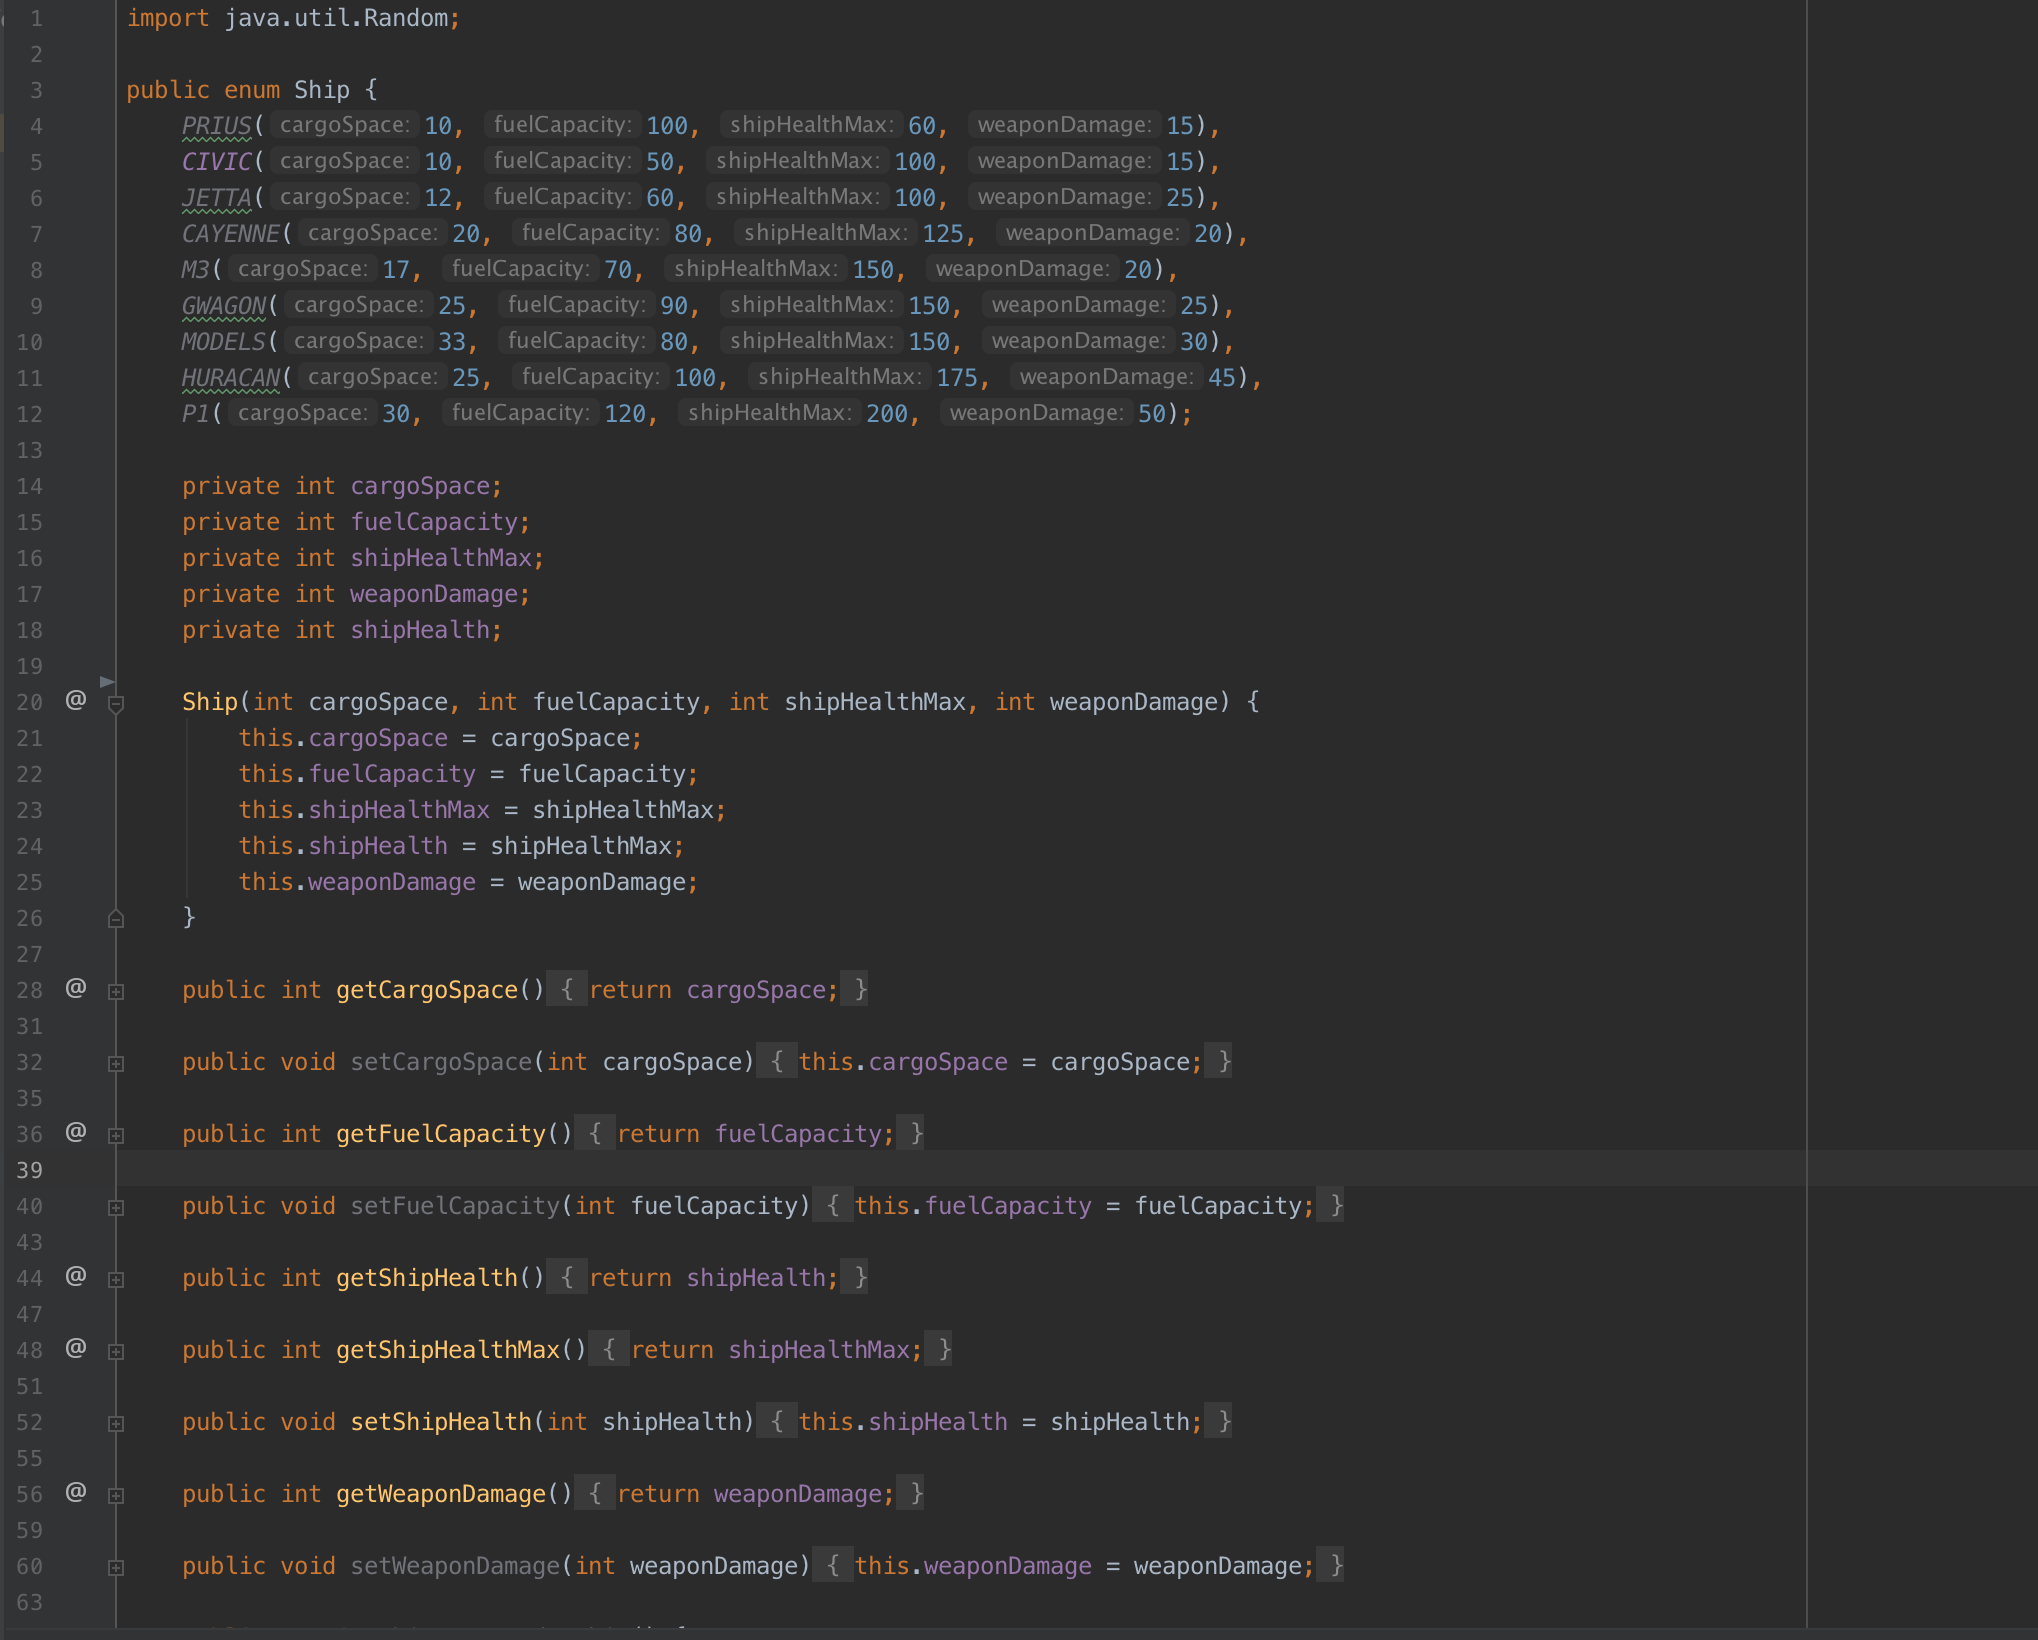 1 import java.util.Random;
2
3 public enum Ship {
4 PRIUS( cargoSpace: 10, fuelCapacity: 100, shipHealthMax: 60, weaponDamage: 15),
5 CIVIC( cargoSpace: 10, fuelCapacity: 50, shipHealthMax: 100, weaponDamage: 15),
6 JETTA( cargoSpace: 12, fuelCapacity: 60, shipHealthMax: 100, weaponDamage: 25),
7 CAYENNE( cargoSpace: 20, fuelCapacity: 80, shipHealthMax: 125, weaponDamage: 20),
8 M3( cargoSpace: 17, fuelCapacity: 70, shipHealthMax: 150, weaponDamage: 20),
9 GWAGON( cargoSpace: 25, fuelCapacity: 90, shipHealthMax: 150, weaponDamage: 25),
10 MODELS( cargoSpace: 33, fuelCapacity: 80, shipHealthMax: 150, weaponDamage: 30),
11 HURACAN( cargoSpace: 25, fuelCapacity: 100, shipHealthMax: 175, weaponDamage: 45),
12 P1( cargoSpace: 30, fuelCapacity: 120, shipHealthMax: 200, weaponDamage: 50);
13
14 private int cargoSpace;
15 private int fuelCapacity;
16 private int shipHealthMax;
17 private int weaponDamage;
18 private int shipHealth;
19
20 @ Ship(int cargoSpace, int fuelCapacity, int shipHealthMax, int weaponDamage) {
21 this.cargoSpace = cargoSpace;
22 this.fuelCapacity = fuelCapacity;
23 this.shipHealthMax = shipHealthMax;
24 this.shipHealth = shipHealthMax;
25 this.weaponDamage = weaponDamage;
26 }
27
28 @ public int getCargoSpace() { return cargoSpace; }
31
32 public void setCargoSpace(int cargoSpace) { this.cargoSpace = cargoSpace; }
35
36 @ public int getFuelCapacity() { return fuelCapacity; }
39
40 public void setFuelCapacity(int fuelCapacity) { this.fuelCapacity = fuelCapacity; }
43
44 @ public int getShipHealth() { return shipHealth; }
47
48 @ public int getShipHealthMax() { return shipHealthMax; }
51
52 public void setShipHealth(int shipHealth) { this.shipHealth = shipHealth; }
55
56 @ public int getWeaponDamage() { return weaponDamage; }
59
60 public void setWeaponDamage(int weaponDamage) { this.weaponDamage = weaponDamage; }
63